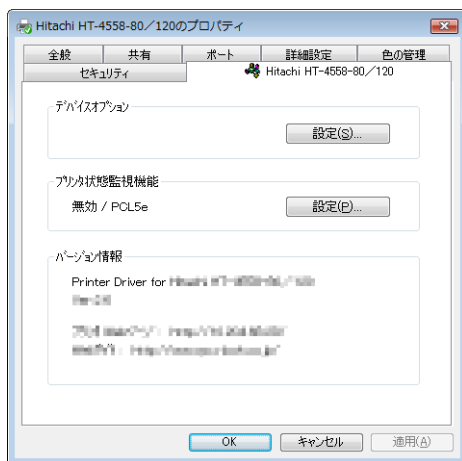 Hitachi HT-4558-80／120のプロパティ
全般 共有 ポート 詳細設定 色の管理
セキュリティ Hitachi HT-4558-80／120
ﾃﾞﾊﾞｲｽｵﾌﾟｼｮﾝ
設定(S)...
ﾌﾟﾘﾝﾀ状態監視機能
無効 / PCL5e 設定(P)...
ﾊﾞｰｼﾞｮﾝ情報
Printer Driver for
OK キャンセル 適用(A)